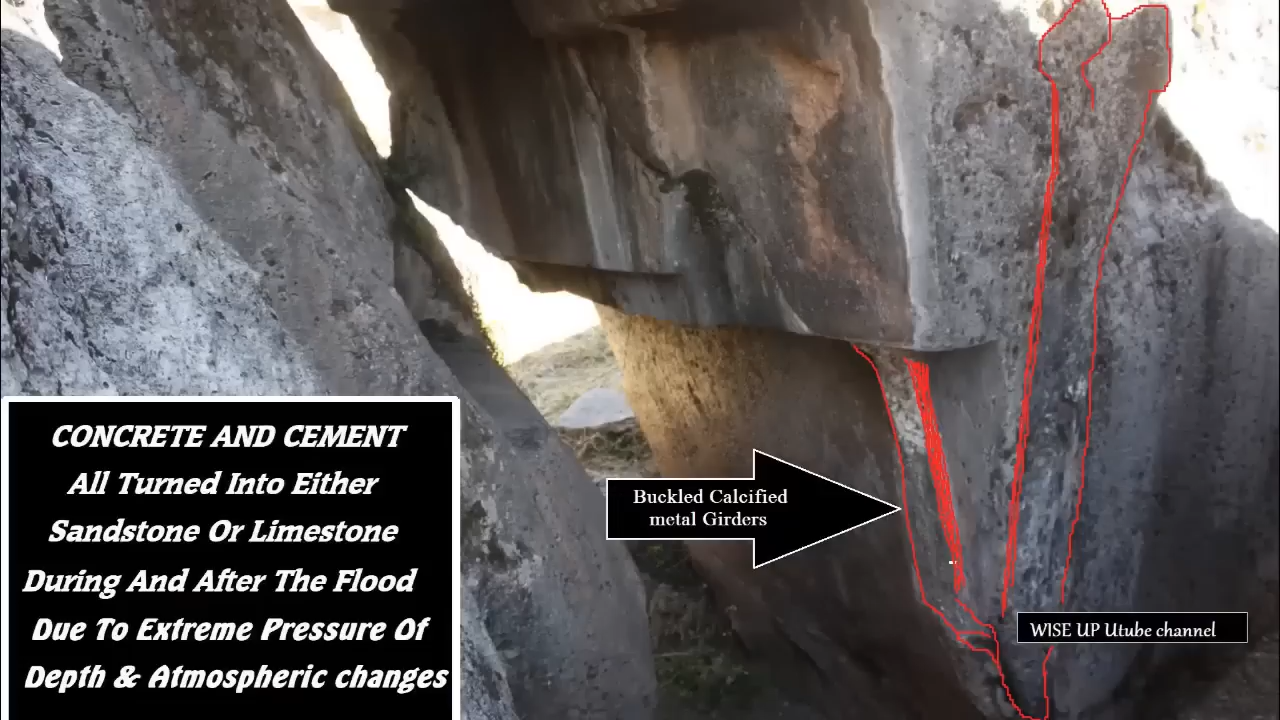 CONCRETE AND CEMENT
All Turned Into Either
Sandstone Or Limestone
During And After The Flood
Due To Extreme Pressure Of
Depth & Atmospheric changes
Buckled Calcified
metal Girders
WISE UP Utube channel